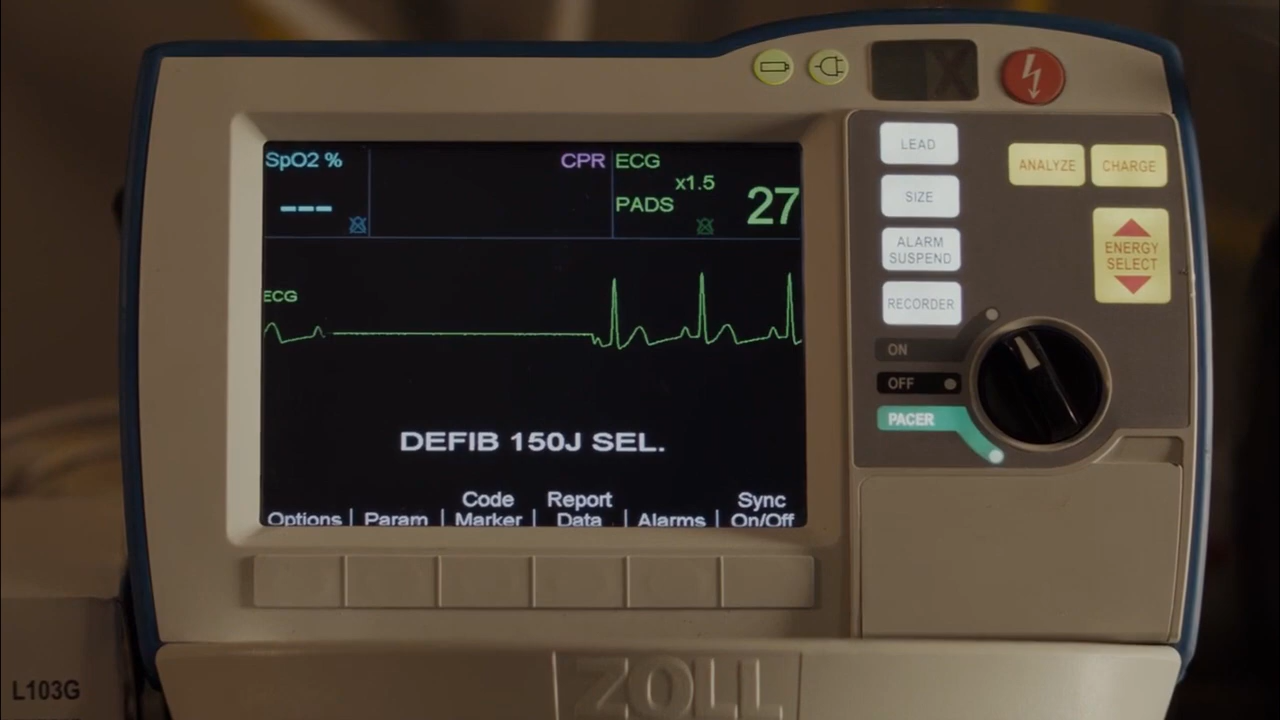 SpO2 %
---
CPR
ECG
x1.5
PADS
27
ECG
DEFIB 150J SEL.
Options
Param
Code
Marker
Report
Data
Alarms
Sync
On/Off
LEAD
SIZE
ALARM
SUSPEND
RECORDER
ANALYZE
CHARGE
ENERGY
SELECT
ON
OFF
PACER
ZOLL
L103G